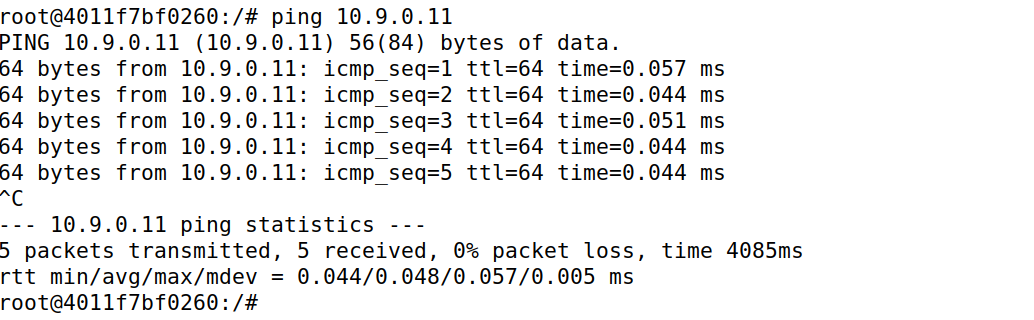 root@4011f7bf0260:/# ping 10.9.0.11
PING 10.9.0.11 (10.9.0.11) 56(84) bytes of data.
64 bytes from 10.9.0.11: icmp_seq=1 ttl=64 time=0.057 ms
64 bytes from 10.9.0.11: icmp_seq=2 ttl=64 time=0.044 ms
64 bytes from 10.9.0.11: icmp_seq=3 ttl=64 time=0.051 ms
64 bytes from 10.9.0.11: icmp_seq=4 ttl=64 time=0.044 ms
64 bytes from 10.9.0.11: icmp_seq=5 ttl=64 time=0.044 ms
^C
--- 10.9.0.11 ping statistics ---
5 packets transmitted, 5 received, 0% packet loss, time 4085ms
rtt min/avg/max/mdev = 0.044/0.048/0.057/0.005 ms
root@4011f7bf0260:/#